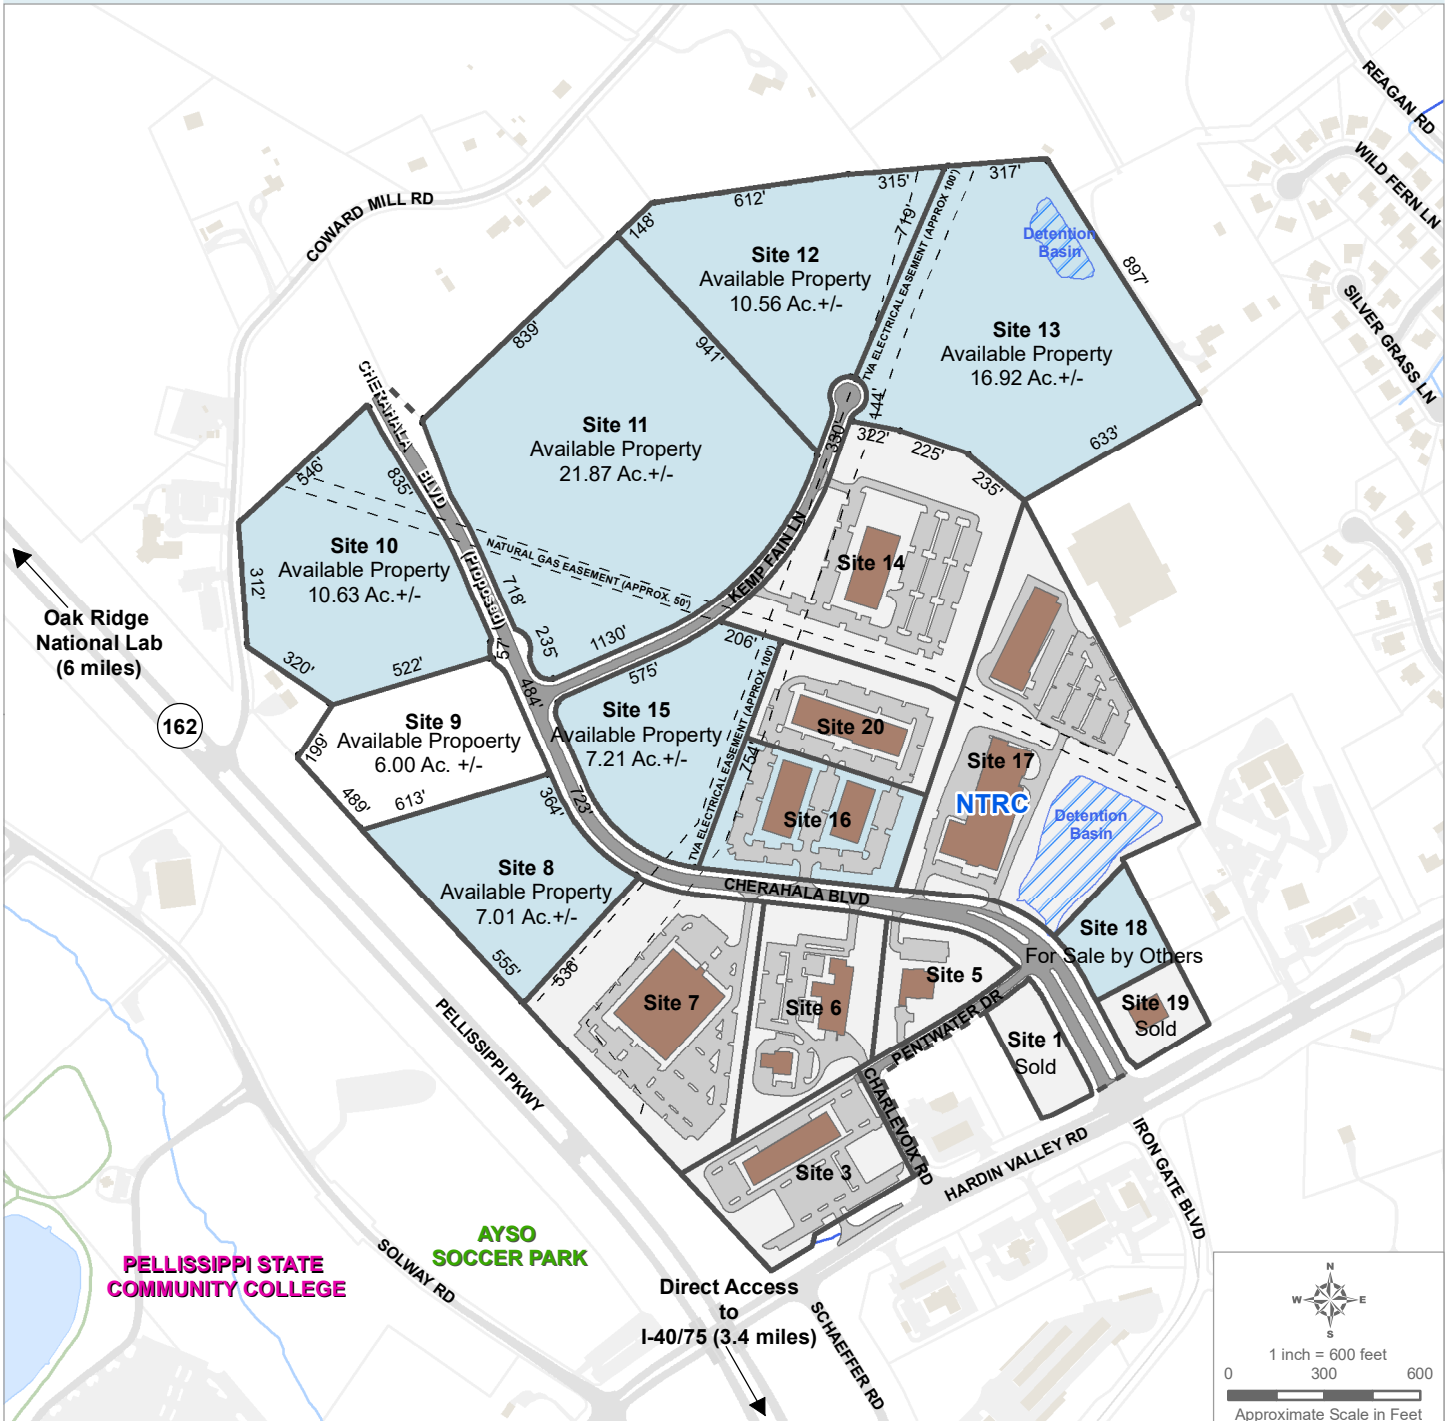 REAGAN RD
WILD FERN LN
SILVER GRASS LN
COWARD MILL RD
612'
315'
317'
148'
719'
TVA ELECTRICAL EASEMENT (APPROX 100')
Detention
Basin
897'
Site 12
Available Property
10.56 Ac.+/-
Site 13
Available Property
16.92 Ac.+/-
839'
941'
CHERAHALA BLVD (Proposed)
144'
330'
322'
225'
235'
633'
Site 11
Available Property
21.87 Ac.+/-
546'
835'
Site 10
Available Property
10.63 Ac.+/-
312'
NATURAL GAS EASEMENT (APPROX. 50')
KEMP FAIN LN
Site 14
718'
235'
57'
1130'
206'
575'
320'
522'
484'
Oak Ridge
National Lab
(6 miles)
162
Site 9
Available Propoerty
6.00 Ac. +/-
199'
489'
613'
364'
723'
Site 15
Available Property
7.21 Ac.+/-
754'
TVA ELECTRICAL EASEMENT (APPROX 100')
Site 20
Site 17
NTRC
Site 16
Detention
Basin
Site 8
Available Property
7.01 Ac.+/-
555'
536'
CHERAHALA BLVD
Site 18
For Sale by Others
Site 7
Site 6
Site 5
Site 19
Sold
Site 1
Sold
PENTWATER DR
CHARLEVOIX RD
Site 3
PELLISSIPPI PKWY
HARDIN VALLEY RD
IRON GATE BLVD
AYSO
SOCCER PARK
PELLISSIPPI STATE
COMMUNITY COLLEGE
SOLWAY RD
Direct Access
to
I-40/75 (3.4 miles)
SCHAEFFER RD
N
W
E
S
1 inch = 600 feet
0 300 600
Approximate Scale in Feet